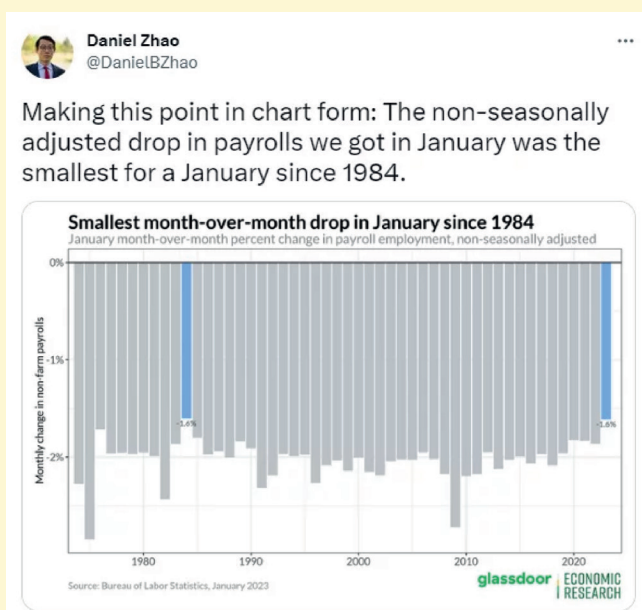 Daniel Zhao
@DanielBZhao
Making this point in chart form: The non-seasonally
adjusted drop in payrolls we got in January was the
smallest for a January since 1984.
Smallest month-over-month drop in January since 1984
January month-over-month percent change in payroll employment, non-seasonally adjusted
Monthly change in non-farm payrolls
0%
-1%
-2%
-1.6%
-1.6%
1980 1990 2000 2010 2020
Source: Bureau of Labor Statistics, January 2023
glassdoor ECONOMIC
RESEARCH